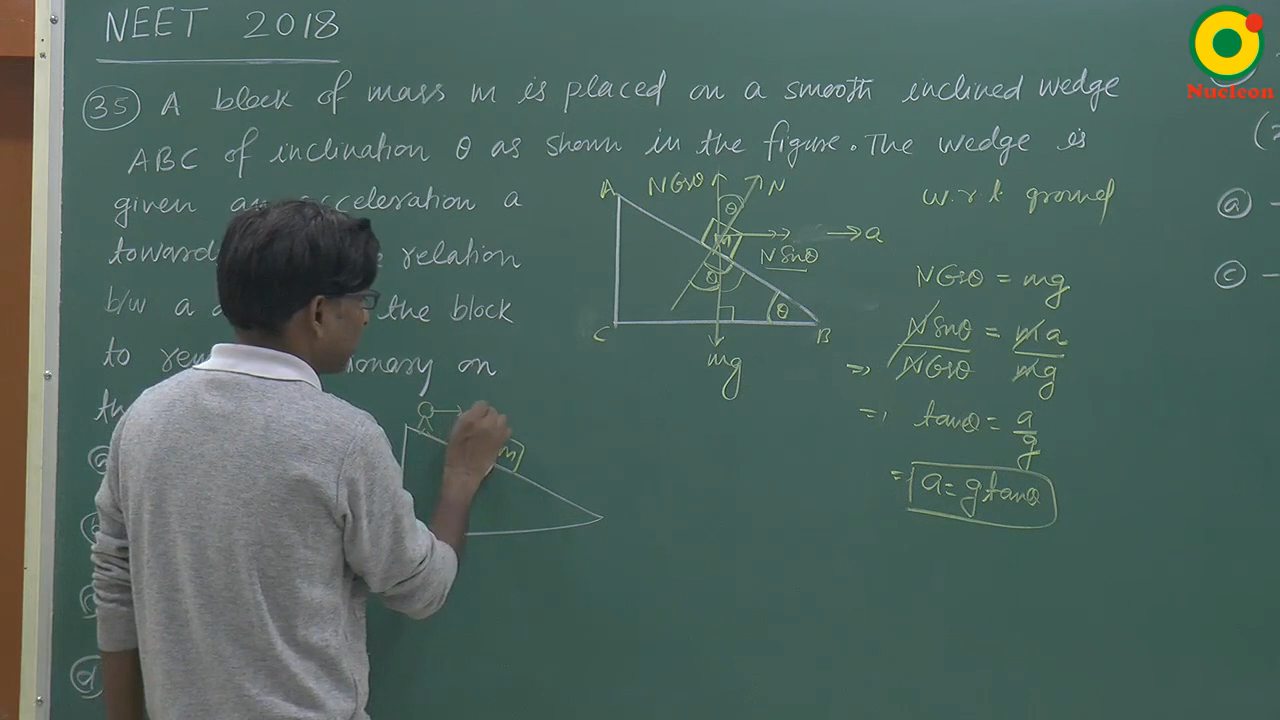 NEET 2018
35 A block of mass m is placed on a smooth inclined wedge
ABC of inclination θ as shown in the figure. The wedge is
given an acceleration a
toward relation
b/w a the block
to on
A
NCosθ
N
θ
m
a
NSinθ
θ
θ
C
B
mg
w.r.t ground
NCosθ = mg
NSinθ = ma
⇒ NCosθ mg
⇒ tanθ = a/g
⇒ a = g tanθ
m
a
b
d
a
c
Nucleon